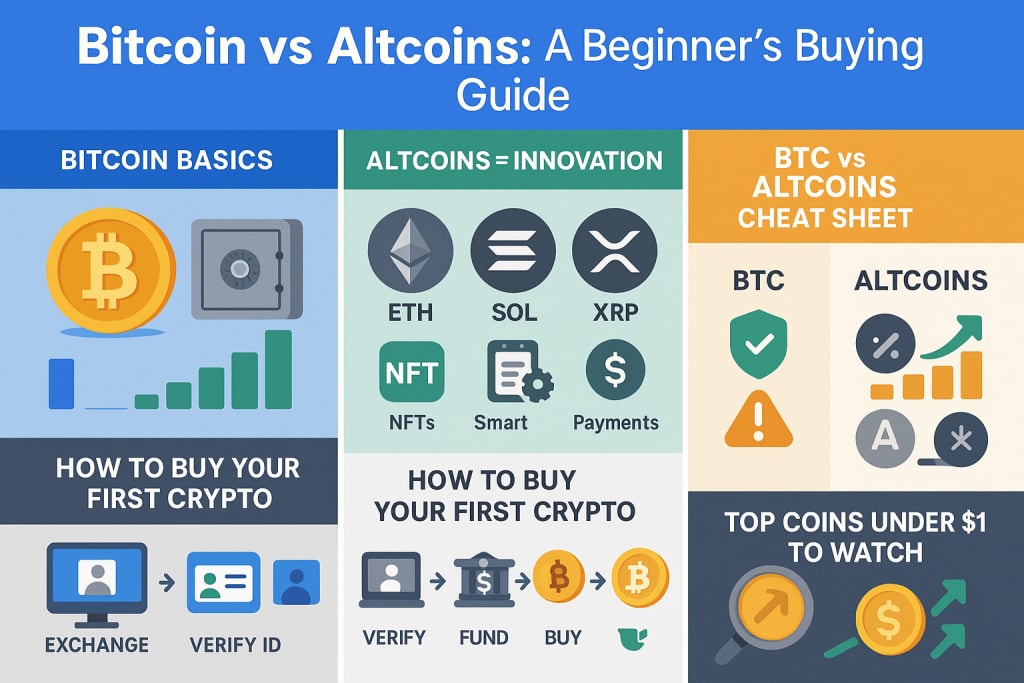 Bitcoin vs Altcoins: A Beginner's Buying
Guide
BITCOIN BASICS
ALTCOINS = INNOVATION
ETH
SOL
XRP
NFT
NFTs
Smart
Payments
BTC vs
ALTCOINS
CHEAT SHEET
BTC
ALTCOINS
A
HOW TO BUY YOUR
FIRST CRYPTO
EXCHANGE
VERIFY ID
HOW TO BUY
YOUR FIRST CRYPTO
$
VERIFY
FUND
BUY
TOP COINS UNDER $1
TO WATCH
$